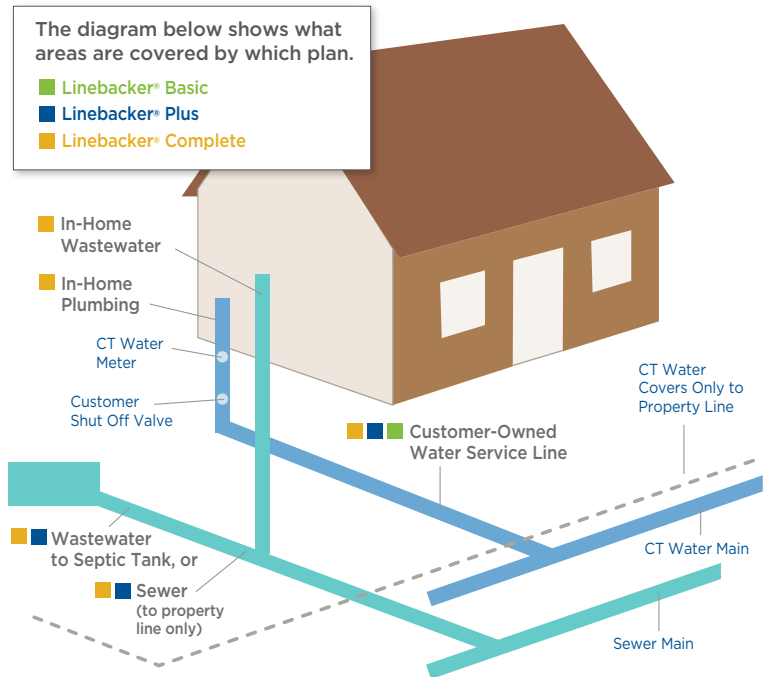 The diagram below shows what
areas are covered by which plan.
Linebacker® Basic
Linebacker® Plus
Linebacker® Complete
In-Home
Wastewater
In-Home
Plumbing
CT Water
Meter
Customer
Shut Off Valve
CT Water
Covers Only to
Property Line
Customer-Owned
Water Service Line
Wastewater
to Septic Tank, or
Sewer
(to property
line only)
CT Water Main
Sewer Main